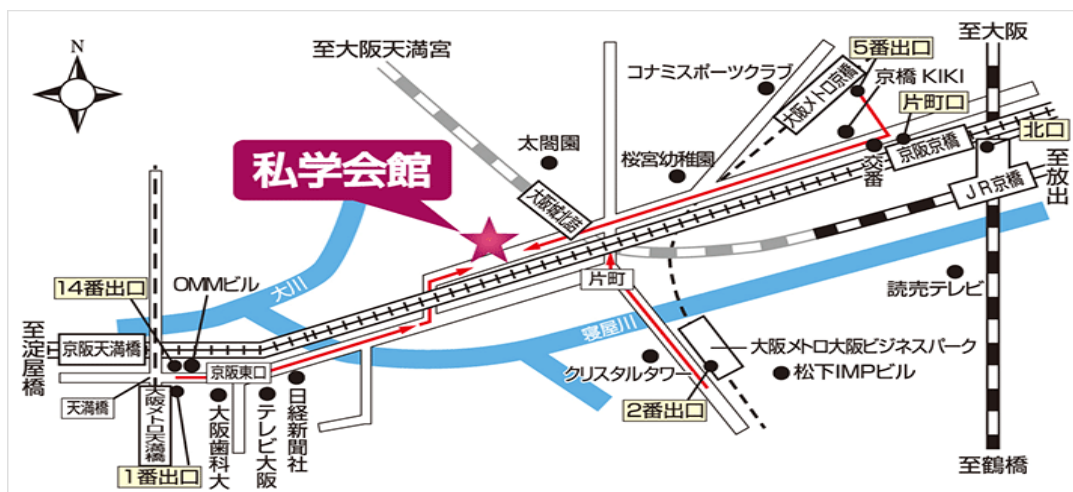 N
至大阪天満宮
5番出口
至大阪
コナミスポーツクラブ
大阪メトロ京橋
京橋 KIKI
片町口
北口
太閤園
桜宮幼稚園
交番
京阪京橋
至放出
JR京橋
私学会館
大阪城北詰
14番出口
OMMビル
大川
片町
読売テレビ
至淀屋橋
京阪天満橋
寝屋川
大阪メトロ大阪ビジネスパーク
京阪東口
クリスタルタワー
松下IMPビル
天満橋
大阪メトロ天満橋
大阪歯科大
テレビ大阪
日経新聞社
2番出口
1番出口
至鶴橋